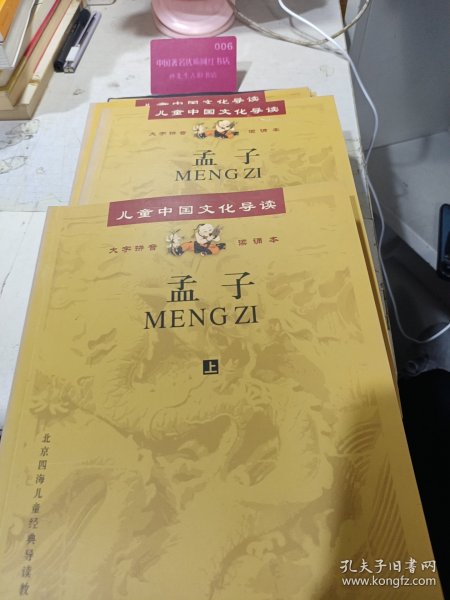 006
中国著名优质网红书店
儿童中国文化导读
儿童中国文化导读
大字拼音 读诵本
孟子
MENG ZI
儿童中国文化导读
大字拼音 读诵本
孟子
MENG ZI
上
北京四海儿童经典导读教
孔夫子旧书网
www.kongfz.com